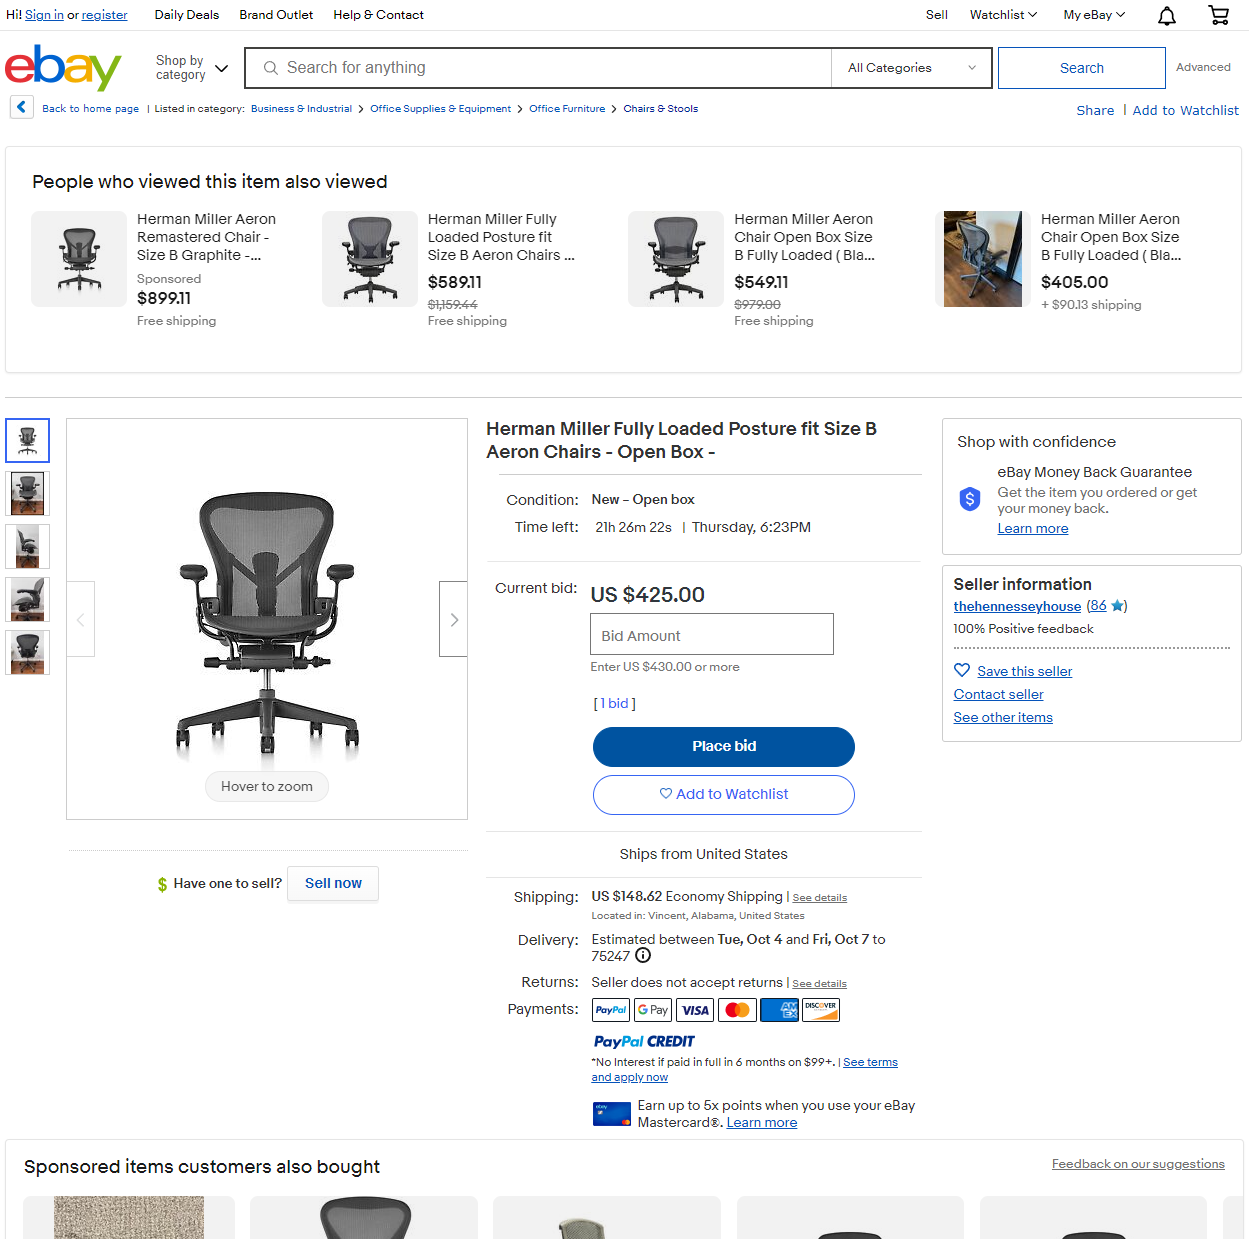 Hi! Sign in or register
Daily Deals
Brand Outlet
Help & Contact
Sell
Watchlist
My eBay
ebay
Shop by
category
Search for anything
All Categories
Search
Advanced
Back to home page | Listed in category: Business & Industrial > Office Supplies & Equipment > Office Furniture > Chairs & Stools
Share | Add to Watchlist
People who viewed this item also viewed
Herman Miller Aeron
Remastered Chair -
Size B Graphite -...
Sponsored
$899.11
Free shipping
Herman Miller Fully
Loaded Posture fit
Size B Aeron Chairs ...
$589.11
$1,159.44
Free shipping
Herman Miller Aeron
Chair Open Box Size
B Fully Loaded ( Bla...
$549.11
$979.00
Free shipping
Herman Miller Aeron
Chair Open Box Size
B Fully Loaded ( Bla...
$405.00
+ $90.13 shipping
Hover to zoom
$ Have one to sell?
Sell now
Herman Miller Fully Loaded Posture fit Size B
Aeron Chairs - Open Box -
Condition: New – Open box
Time left: 21h 26m 22s | Thursday, 6:23PM
Current bid: US $425.00
Bid Amount
Enter US $430.00 or more
[ 1 bid ]
Place bid
Add to Watchlist
Ships from United States
Shipping: US $148.62 Economy Shipping | See details
Located in: Vincent, Alabama, United States
Delivery: Estimated between Tue, Oct 4 and Fri, Oct 7 to
75247
Returns: Seller does not accept returns | See details
Payments: PayPal G Pay VISA AMEX DISCOVER
PayPal CREDIT
*No Interest if paid in full in 6 months on $99+. | See terms
and apply now
ebay
Earn up to 5x points when you use your eBay
Mastercard®. Learn more
Shop with confidence
eBay Money Back Guarantee
Get the item you ordered or get
your money back.
Learn more
Seller information
thehennesseyhouse (86)
100% Positive feedback
Save this seller
Contact seller
See other items
Sponsored items customers also bought
Feedback on our suggestions